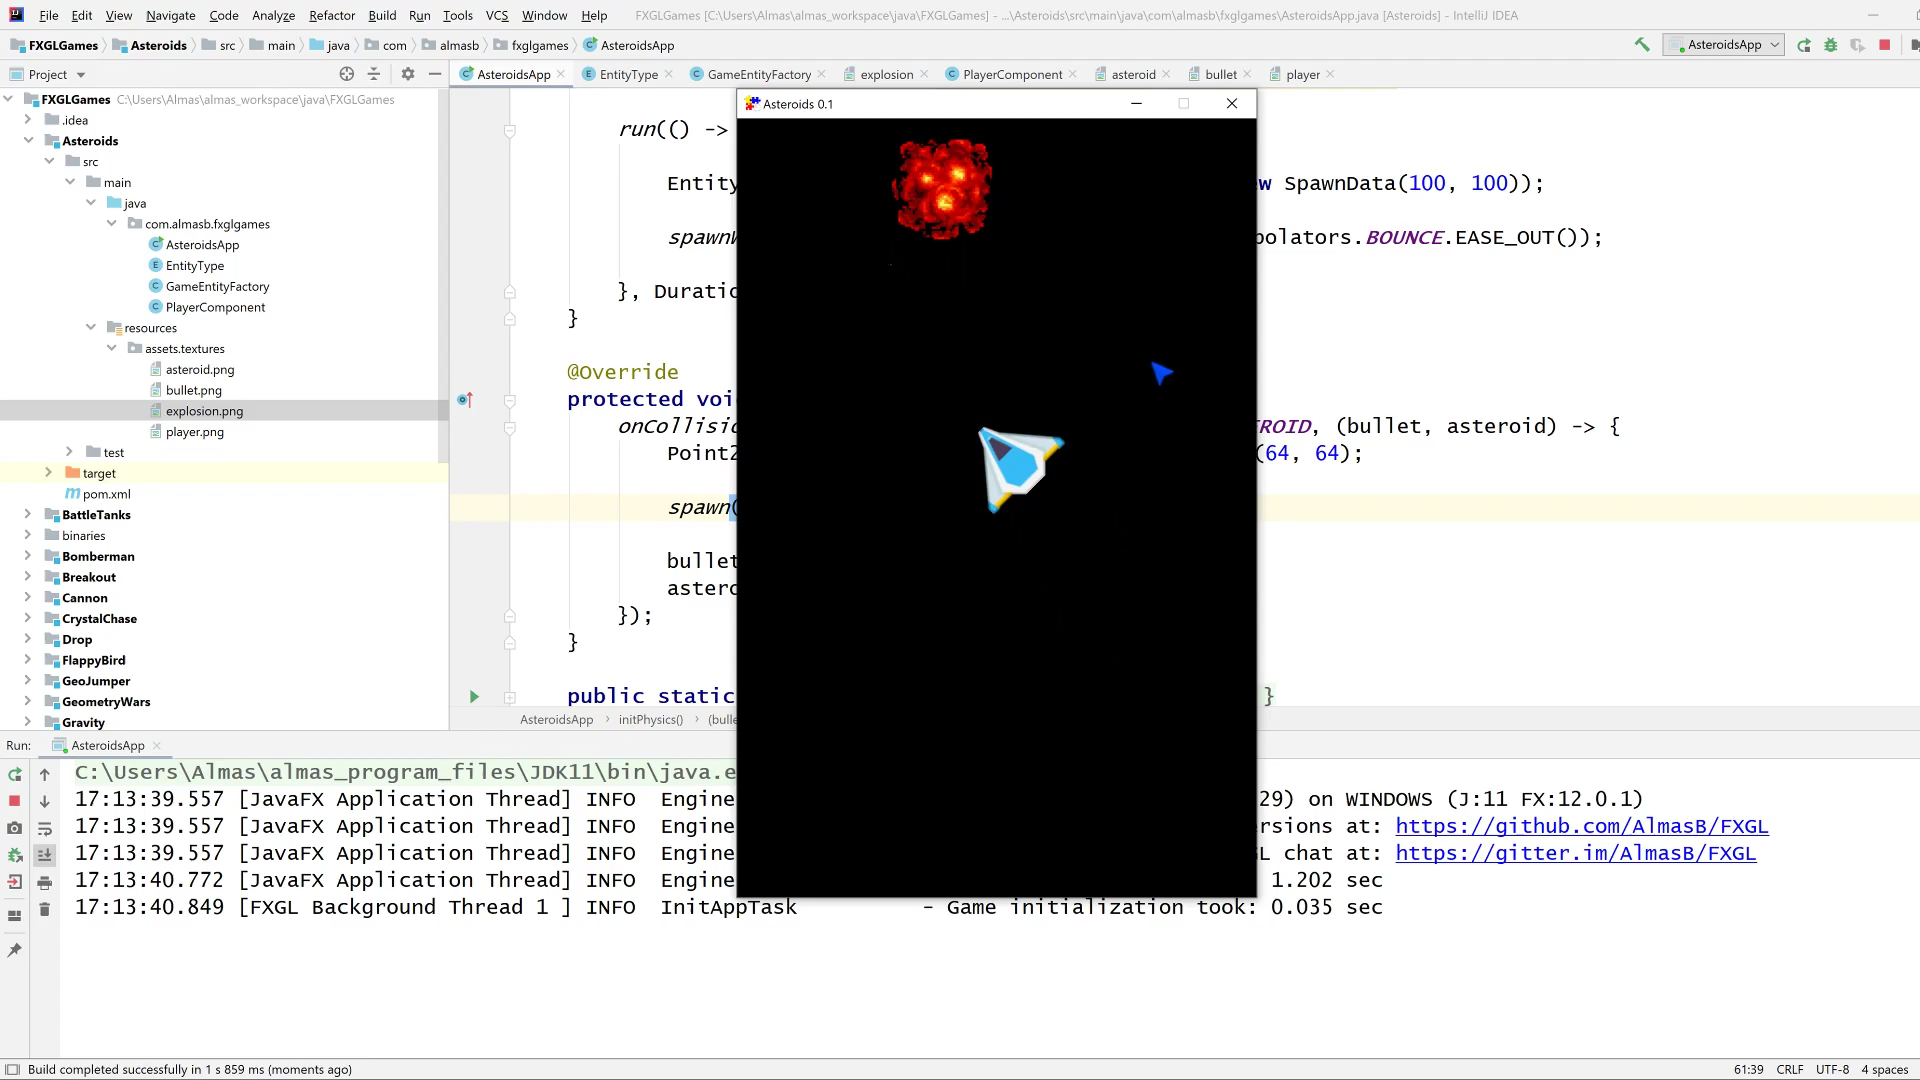 File Edit View Navigate Code Analyze Refactor Build Run Tools VCS Window Help FXGLGames [C:\Users\Almas\almas_workspace\java\FXGLGames] - ...\Asteroids\src\main\java\com\almasb\fxglgames\AsteroidsApp.java [Asteroids] - IntelliJ IDEA
FXGLGames Asteroids src main java com almasb fxglgames AsteroidsApp AsteroidsApp
Project AsteroidsApp EntityType GameEntityFactory explosion PlayerComponent asteroid bullet player
FXGLGames C:\Users\Almas\almas_workspace\java\FXGLGames
.idea
Asteroids
src
main
java
com.almasb.fxglgames
AsteroidsApp
EntityType
GameEntityFactory
PlayerComponent
resources
assets.textures
asteroid.png
bullet.png
explosion.png
player.png
test
target
pom.xml
BattleTanks
binaries
Bomberman
Breakout
Cannon
CrystalChase
Drop
FlappyBird
GeoJumper
GeometryWars
Gravity
Asteroids 0.1
run(() ->
Entity w SpawnData(100, 100));
spawn polators.BOUNCE.EASE_OUT());
}, Duratio
}
@Override
protected voi
onCollisio EROID, (bullet, asteroid) -> {
Point2 (64, 64);
spawn(
bullet
astero
});
}
public static }
AsteroidsApp > initPhysics() > (bulle
Run: AsteroidsApp
C:\Users\Almas\almas_program_files\JDK11\bin\java.e
17:13:39.557 [JavaFX Application Thread] INFO Engine 29) on WINDOWS (J:11 FX:12.0.1)
17:13:39.557 [JavaFX Application Thread] INFO Engine rsions at: https://github.com/AlmasB/FXGL
17:13:39.557 [JavaFX Application Thread] INFO Engine L chat at: https://gitter.im/AlmasB/FXGL
17:13:40.772 [JavaFX Application Thread] INFO Engine 1.202 sec
17:13:40.849 [FXGL Background Thread 1 ] INFO InitAppTask - Game initialization took: 0.035 sec
Build completed successfully in 1 s 859 ms (moments ago) 61:39 CRLF UTF-8 4 spaces